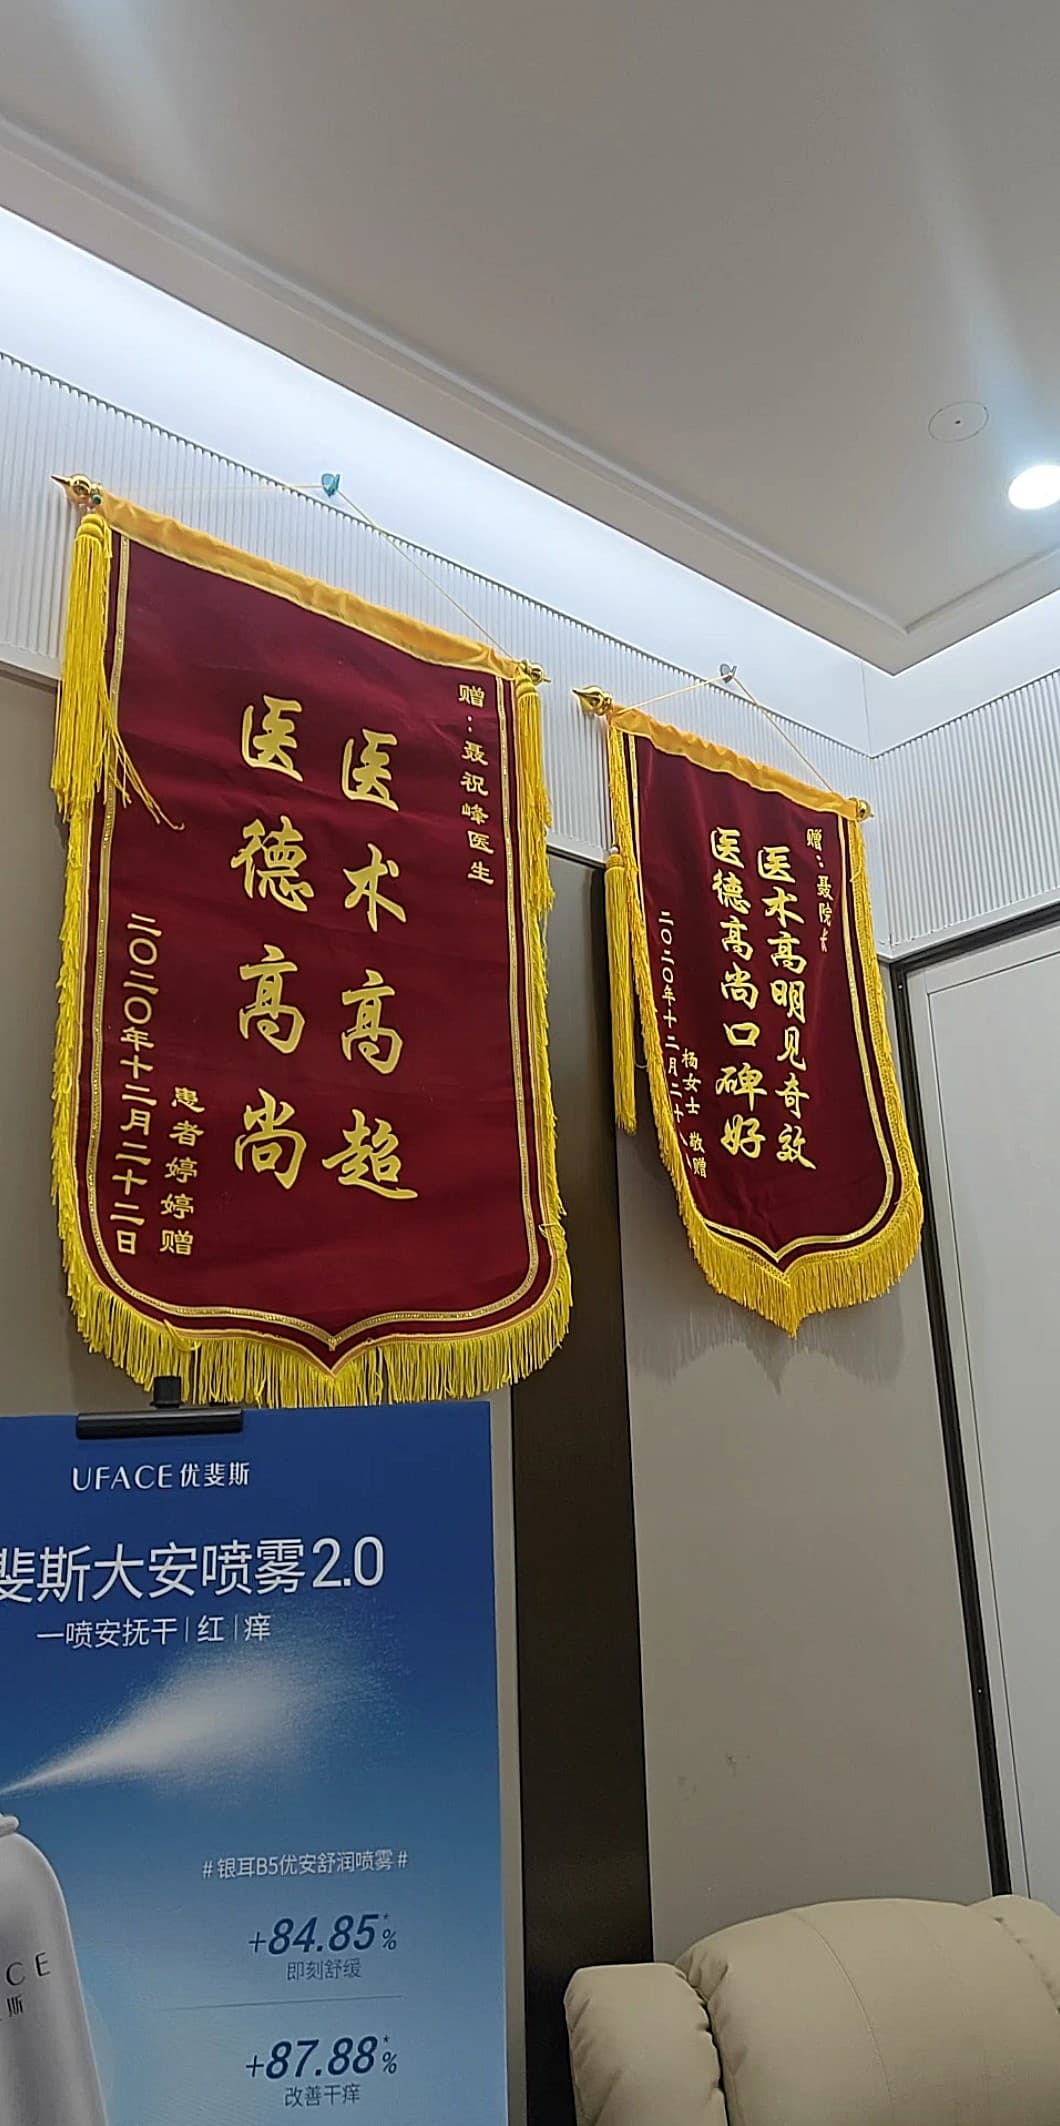 赠：聂祝峰医生
医术高超
医德高尚
患者婷婷赠
二〇二〇年十二月二十二日
赠：聂院长
医术高明见奇效
医德高尚口碑好
杨女士 敬赠
二〇二〇年十二月二十八
UFACE优斐斯
斐斯大安喷雾2.0
一喷安抚干|红|痒
#银耳B5优安舒润喷雾#
+84.85*%
即刻舒缓
+87.88*%
改善干痒
CE
斯